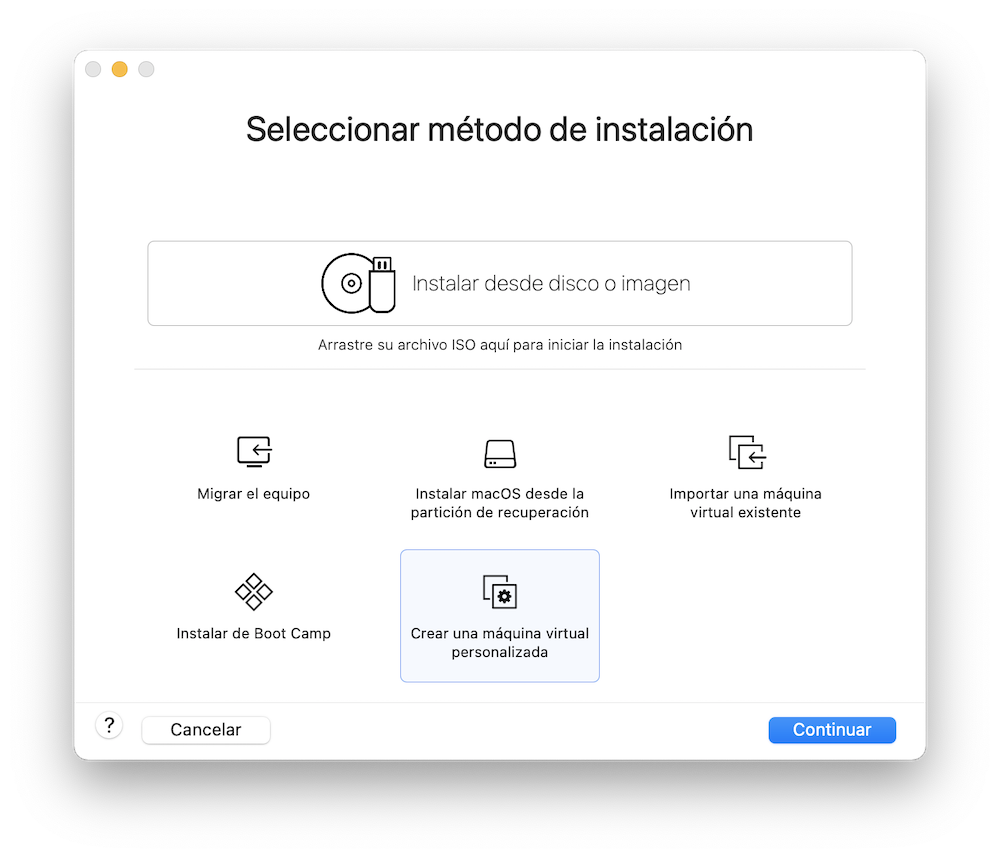 Seleccionar método de instalación
Instalar desde disco o imagen
Arrastre su archivo ISO aquí para iniciar la instalación
Migrar el equipo
Instalar macOS desde la
partición de recuperación
Importar una máquina
virtual existente
Instalar de Boot Camp
Crear una máquina virtual
personalizada
?
Cancelar
Continuar